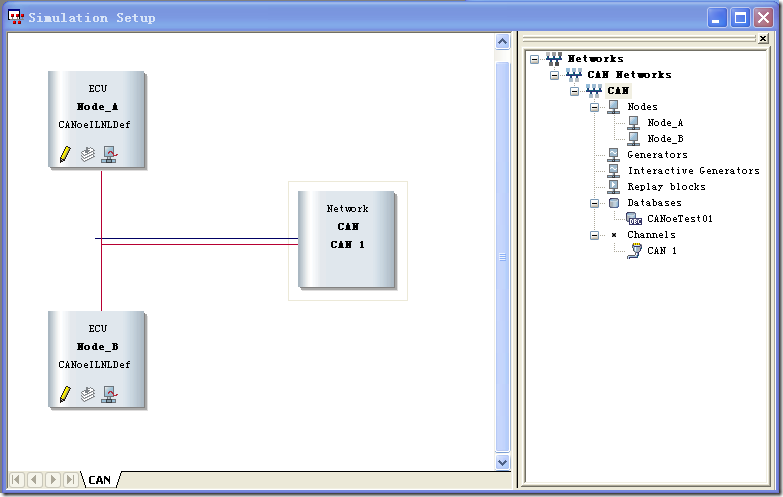 Simulation Setup
ECU
Node_A
CANoeILNLDef
Network
CAN
CAN 1
ECU
Node_B
CANoeILNLDef
CAN
Networks
CAN Networks
CAN
Nodes
Node_A
Node_B
Generators
Interactive Generators
Replay blocks
Databases
DBC
CANoeTest01
Channels
CAN 1